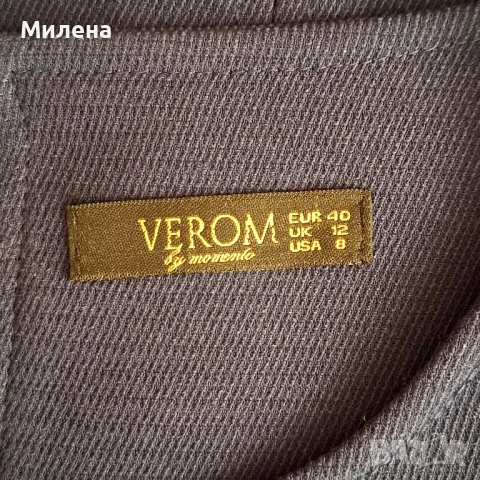 Милена
VEROM
by momento
EUR 40
UK 12
USA 8